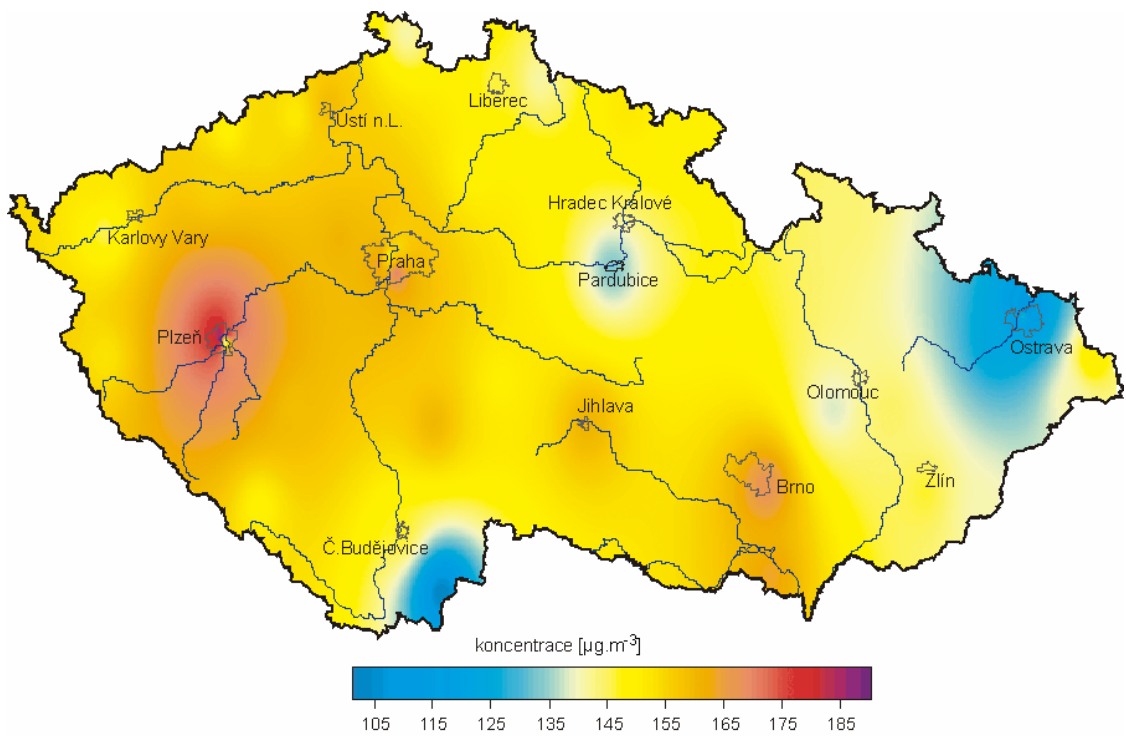 Liberec
Ústí n.L.
Hradec Králové
Karlovy Vary
Praha
Pardubice
Plzeň
Ostrava
Olomouc
Jihlava
Brno
Zlín
Č.Budějovice
koncentrace [µg.m⁻³]
105 115 125 135 145 155 165 175 185